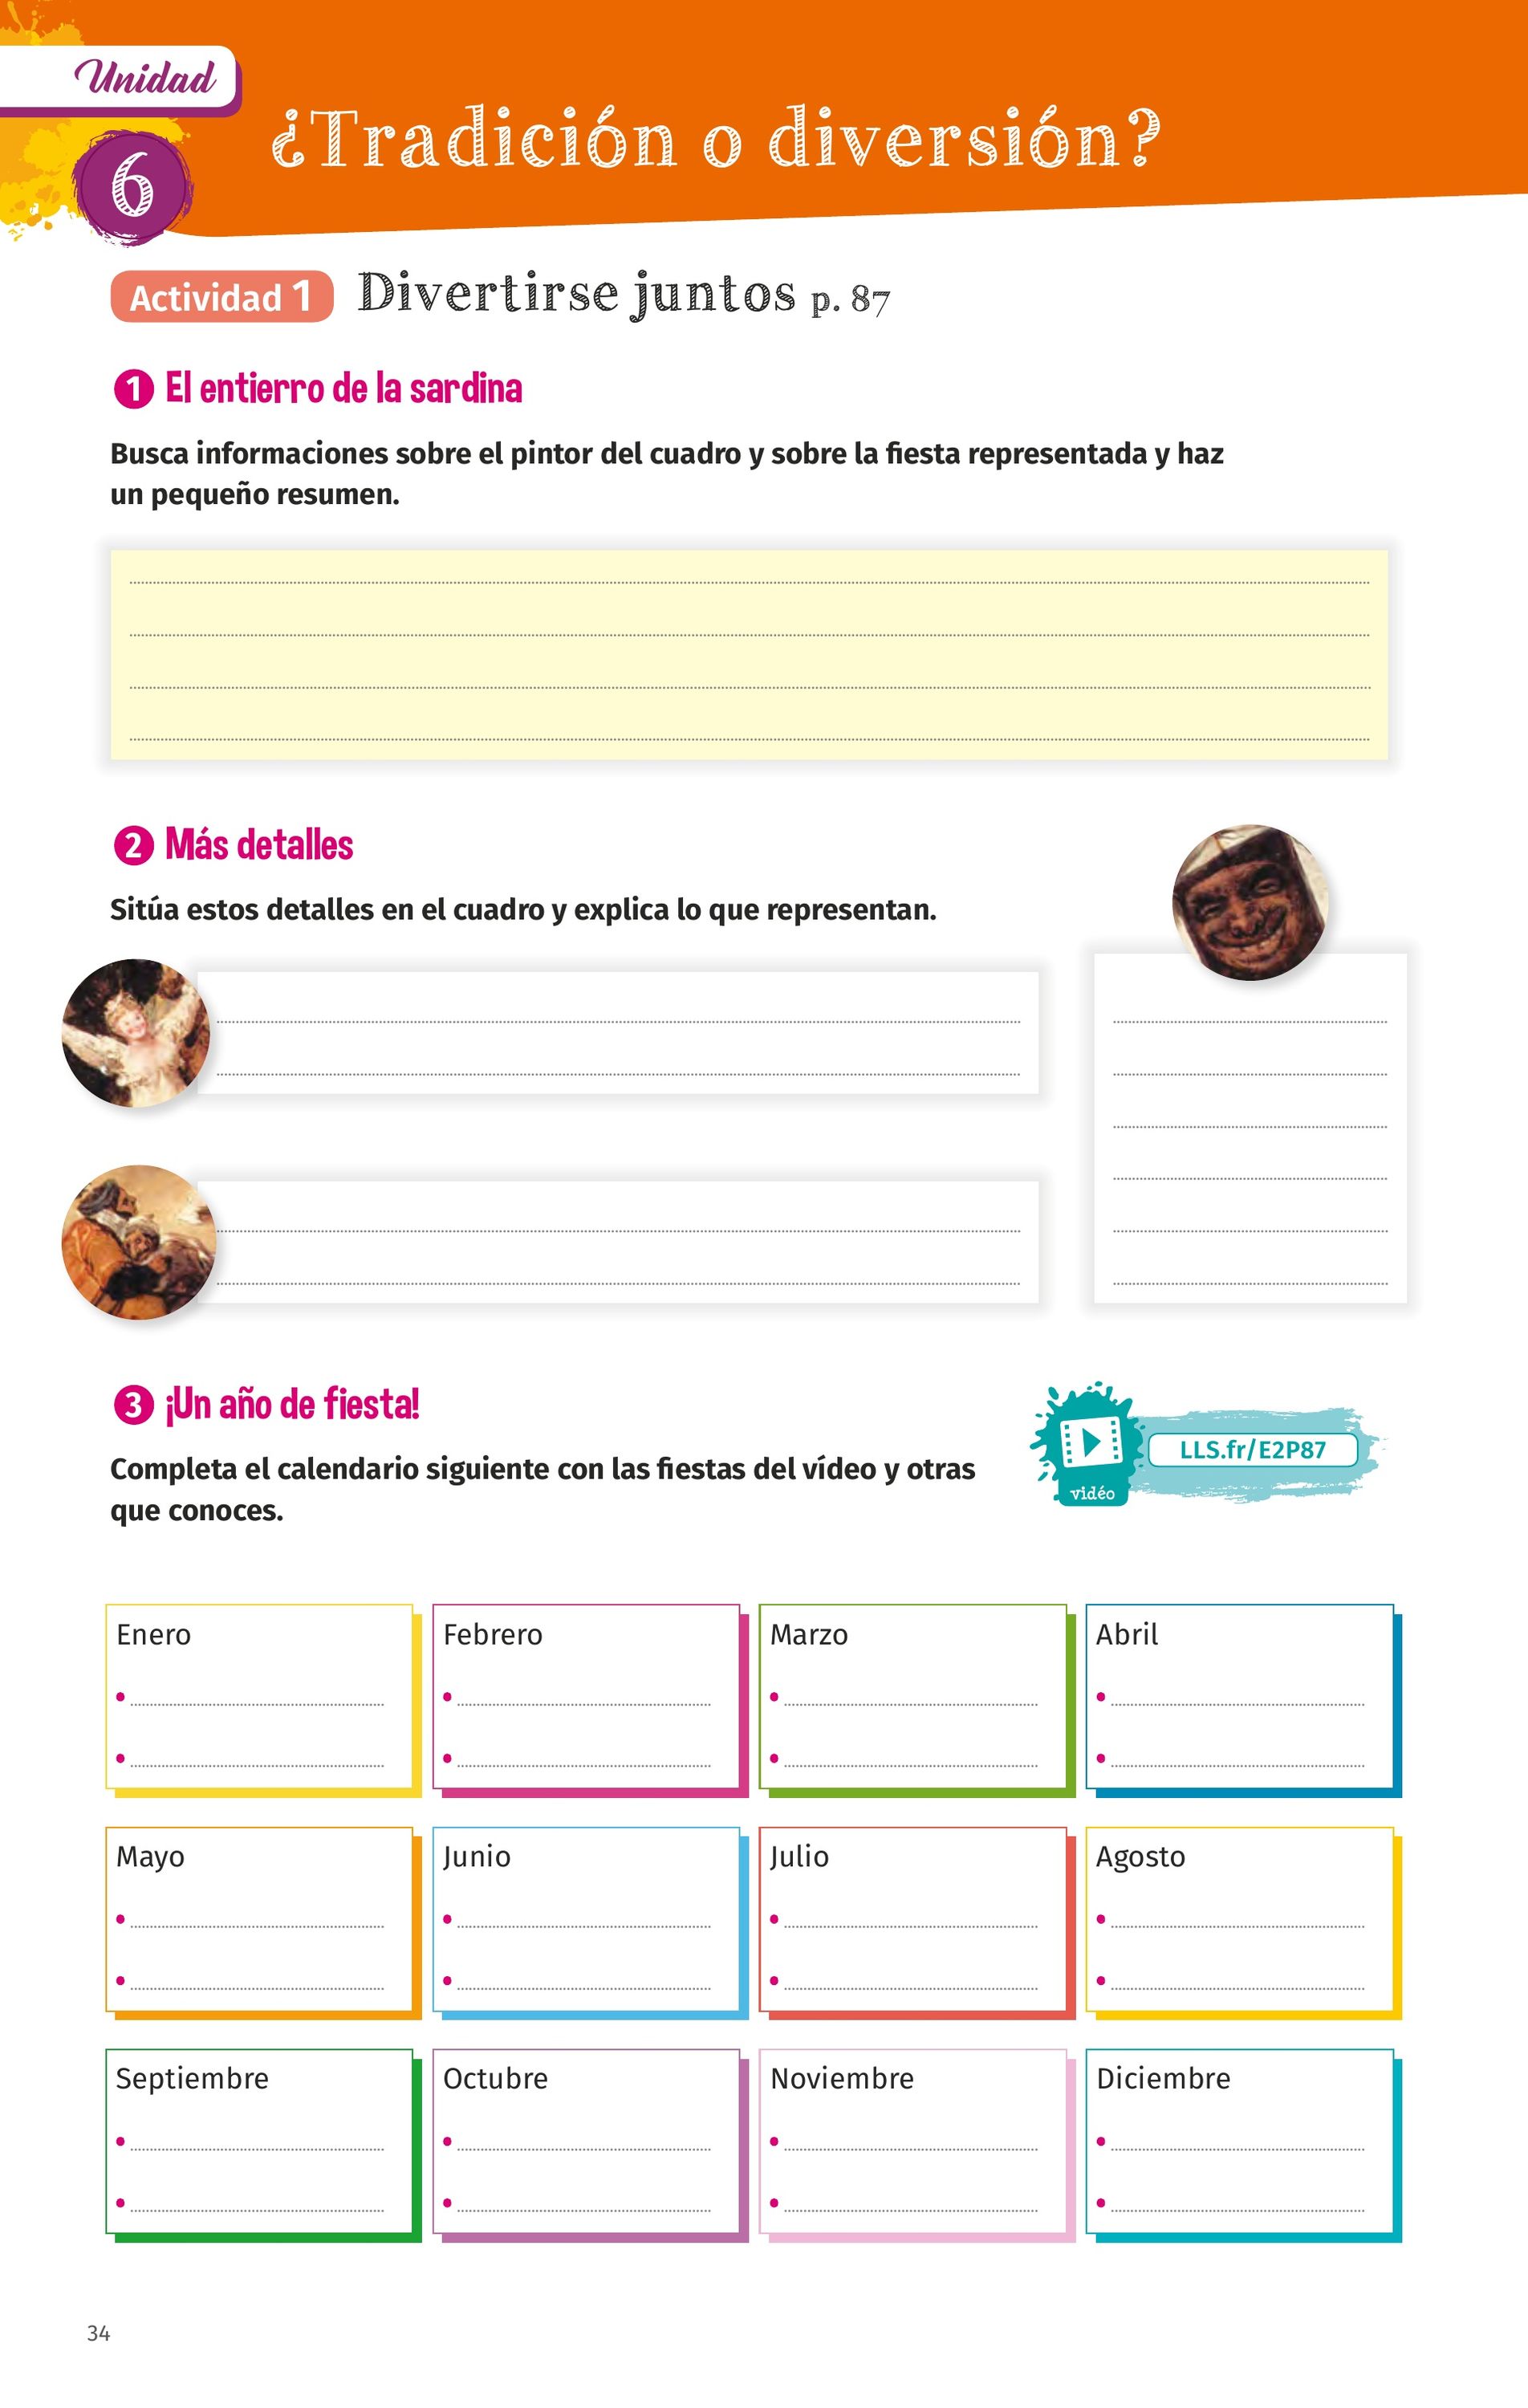 Unidad
6
¿Tradición o diversión?
Actividad 1
Divertirse juntos p. 87
1 El entierro de la sardina
Busca informaciones sobre el pintor del cuadro y sobre la fiesta representada y haz
un pequeño resumen.
2 Más detalles
Sitúa estos detalles en el cuadro y explica lo que representan.
3 ¡Un año de fiesta!
Completa el calendario siguiente con las fiestas del vídeo y otras
que conoces.
LLS.fr/E2P87
vidéo
Enero
Febrero
Marzo
Abril
Mayo
Junio
Julio
Agosto
Septiembre
Octubre
Noviembre
Diciembre
34